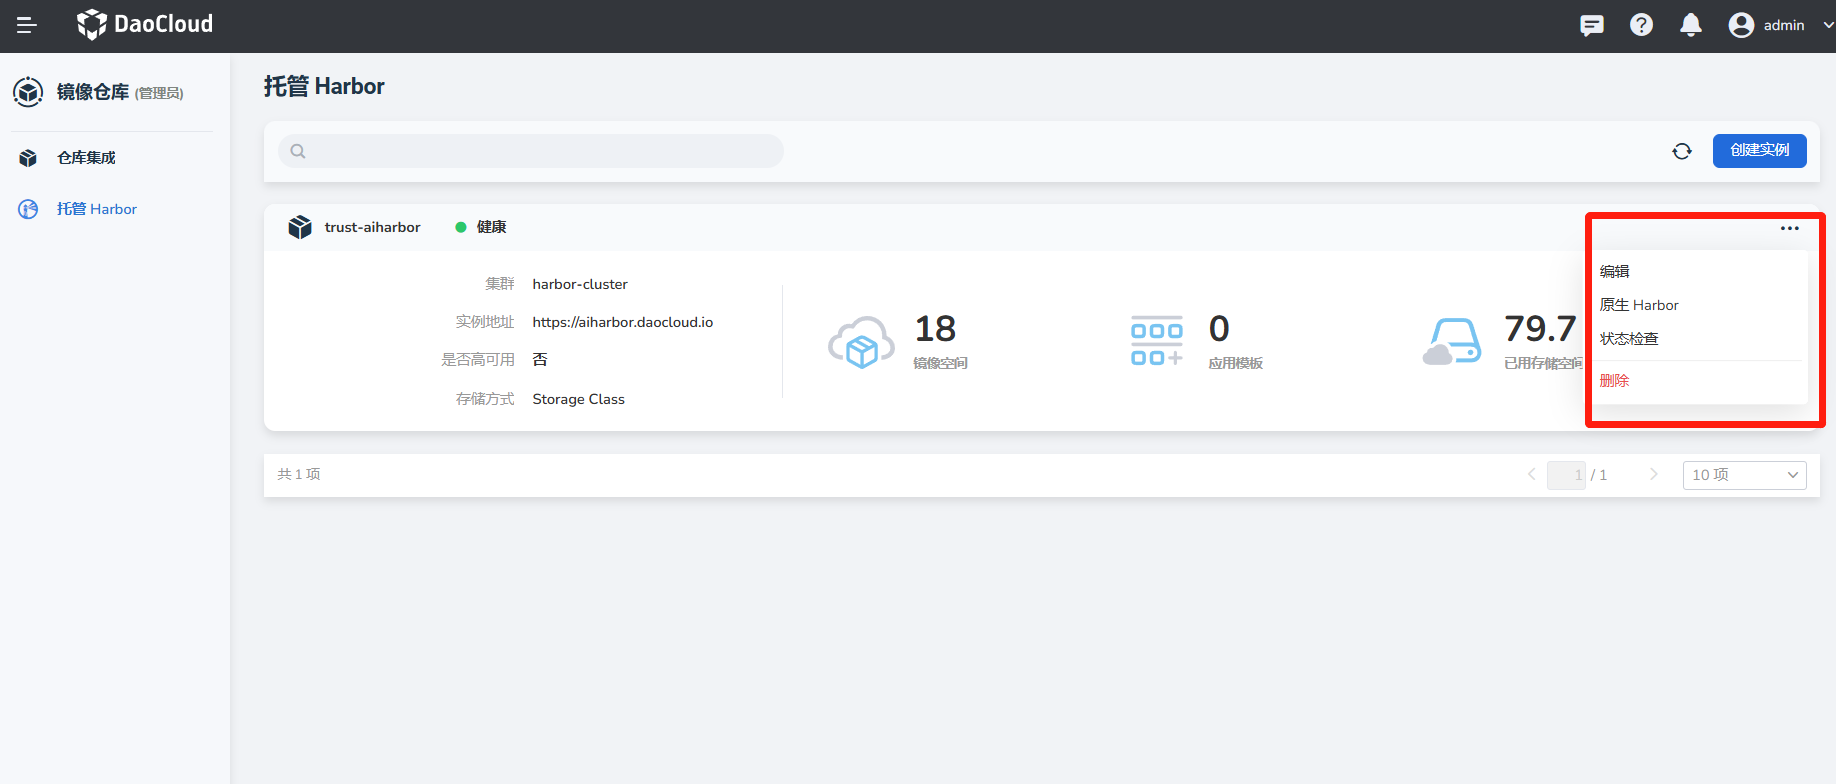 DaoCloud
admin
镜像仓库 (管理员)
仓库集成
托管 Harbor
托管 Harbor
创建实例
trust-aiharbor
健康
集群 harbor-cluster
实例地址 https://aiharbor.daocloud.io
是否高可用 否
存储方式 Storage Class
18
镜像空间
0
应用模板
79.7
已用存储空间
编辑
原生 Harbor
状态检查
删除
共 1 项
1 / 1
10 项